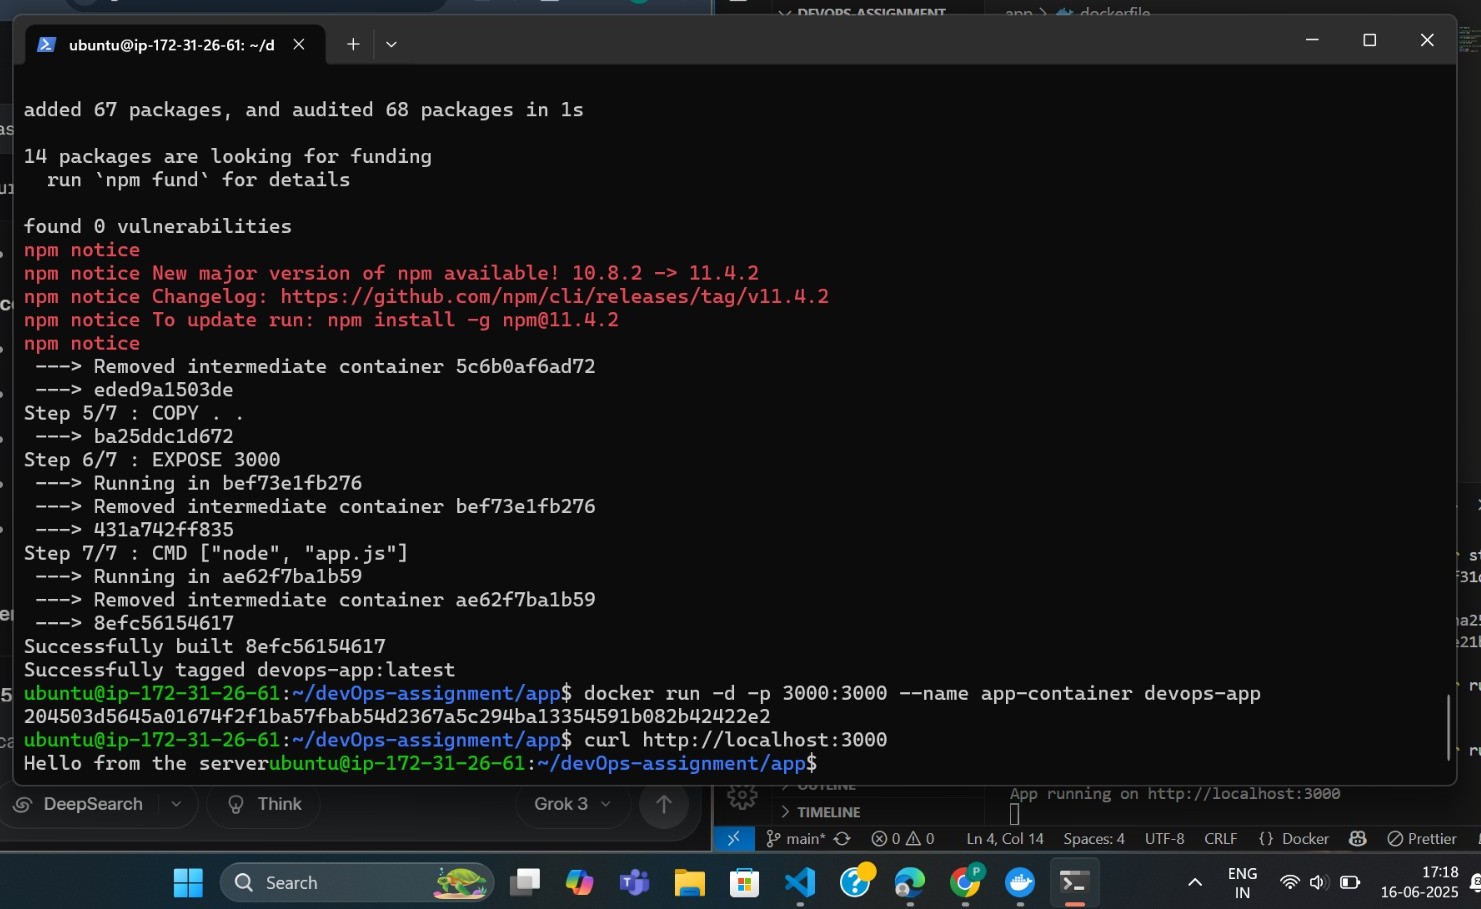 DEVOPS-ASSIGNMENT
app > dockerfile
ubuntu@ip-172-31-26-61: ~/d
added 67 packages, and audited 68 packages in 1s
14 packages are looking for funding
run `npm fund` for details
found 0 vulnerabilities
npm notice
npm notice New major version of npm available! 10.8.2 -> 11.4.2
npm notice Changelog: https://github.com/npm/cli/releases/tag/v11.4.2
npm notice To update run: npm install -g npm@11.4.2
npm notice
---> Removed intermediate container 5c6b0af6ad72
---> eded9a1503de
Step 5/7 : COPY . .
---> ba25ddc1d672
Step 6/7 : EXPOSE 3000
---> Running in bef73e1fb276
---> Removed intermediate container bef73e1fb276
---> 431a742ff835
Step 7/7 : CMD ["node", "app.js"]
---> Running in ae62f7ba1b59
---> Removed intermediate container ae62f7ba1b59
---> 8efc56154617
Successfully built 8efc56154617
Successfully tagged devops-app:latest
ubuntu@ip-172-31-26-61:~/devOps-assignment/app$ docker run -d -p 3000:3000 --name app-container devops-app
204503d5645a01674f2f1ba57fbab54d2367a5c294ba13354591b082b42422e2
ubuntu@ip-172-31-26-61:~/devOps-assignment/app$ curl http://localhost:3000
Hello from the serverubuntu@ip-172-31-26-61:~/devOps-assignment/app$
DeepSearch
Think
Grok 3
OUTLINE
TIMELINE
App running on http://localhost:3000
main*
0
0
Ln 4, Col 14
Spaces: 4
UTF-8
CRLF
{} Docker
Prettier
Search
ENG
IN
17:18
16-06-2025